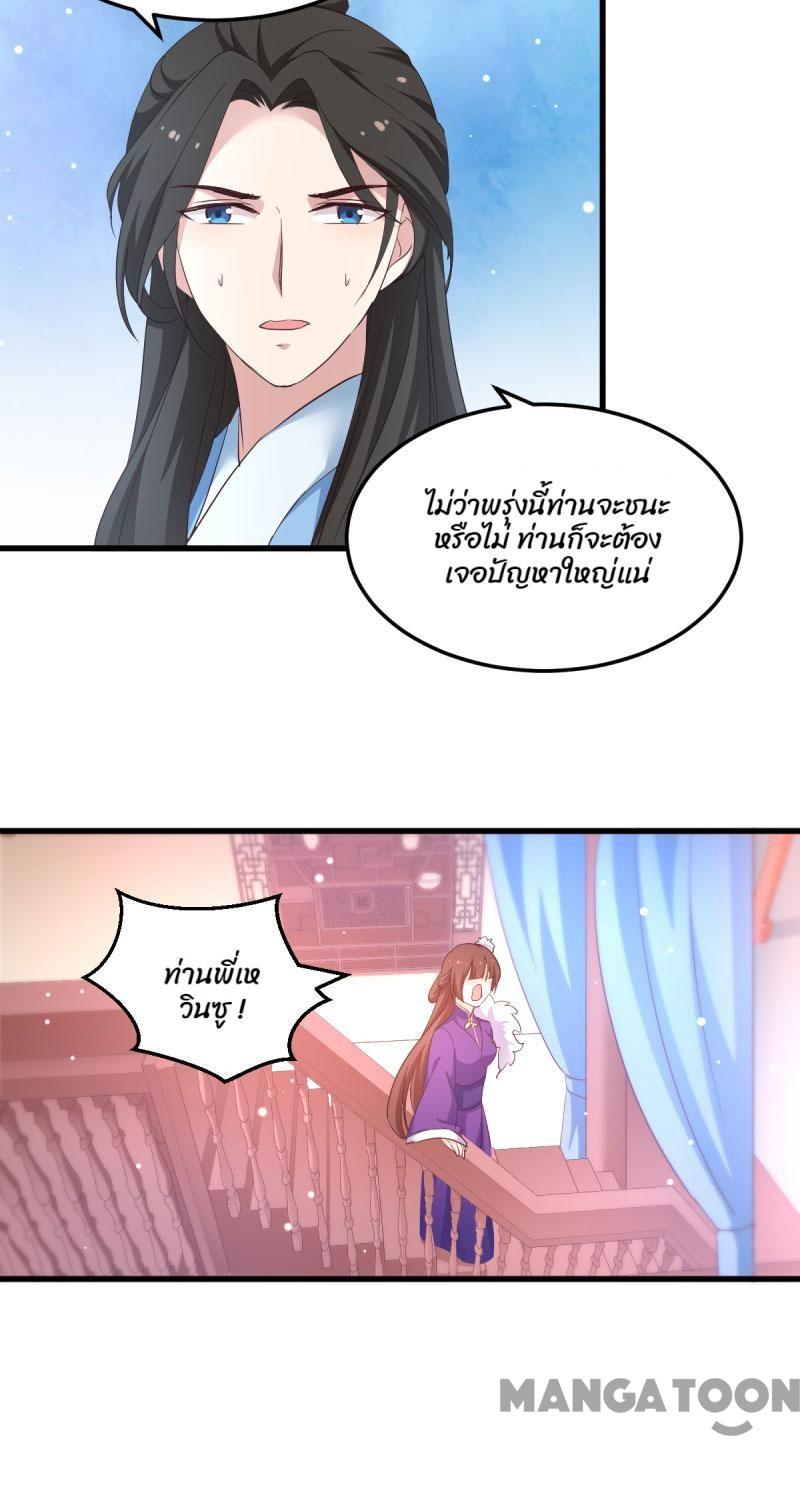 ไม่ว่าพรุ่งนี้ท่านจะชนะ
หรือไม่ ท่านก็จะต้อง
เจอปัญหาใหญ่แน่
ท่านพี่เห
วินซู !
MANGATOON